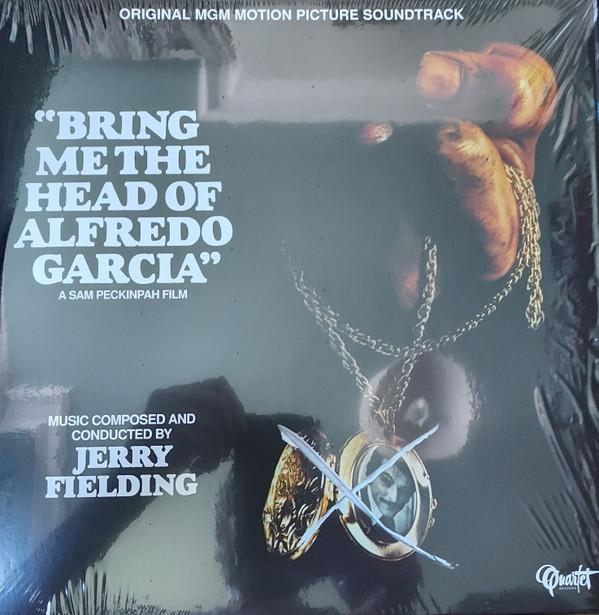 ORIGINAL MGM MOTION PICTURE SOUNDTRACK
“BRING
ME THE
HEAD OF
ALFREDO
GARCIA”
A SAM PECKINPAH FILM
MUSIC COMPOSED AND
CONDUCTED BY
JERRY
FIELDING
Quartet
RECORDS